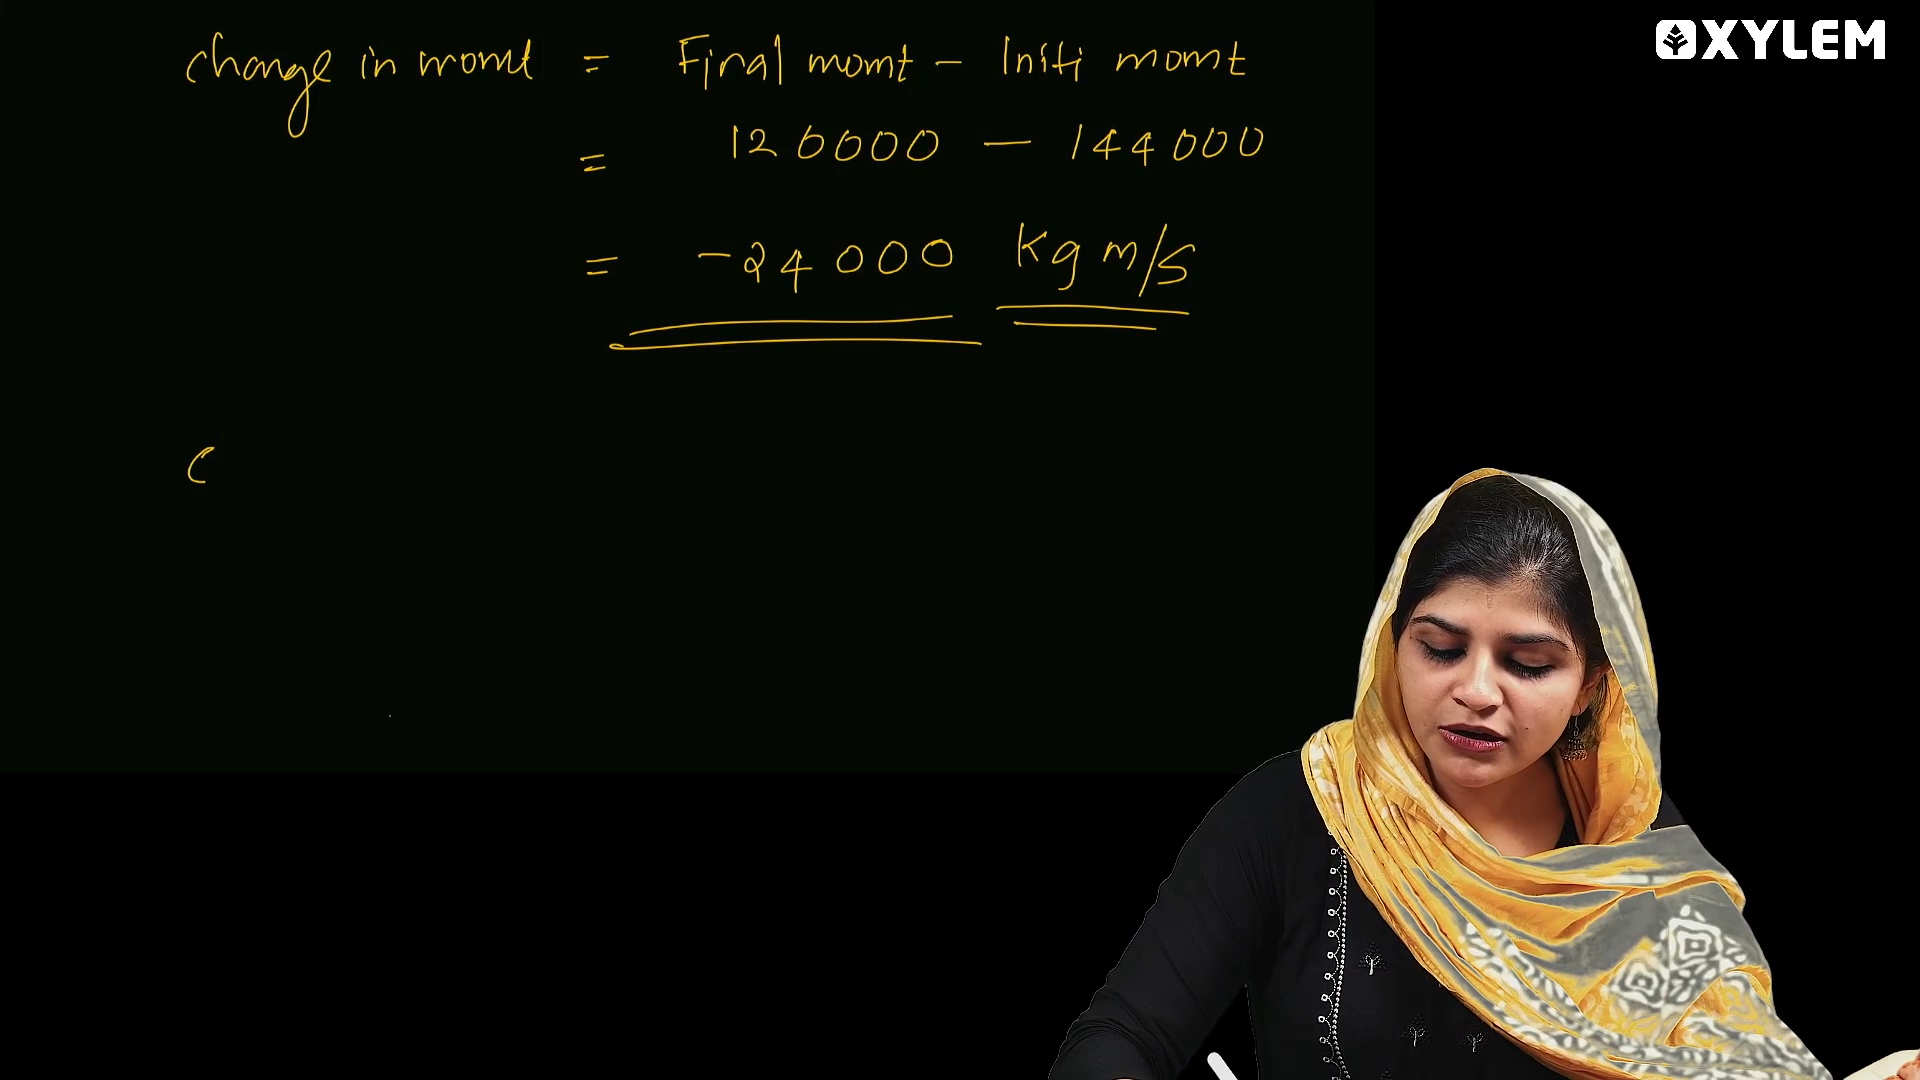 XYLEM
change in momt = Final momt - Initi momt
= 120000 - 144000
= -24000 kg m/s
C